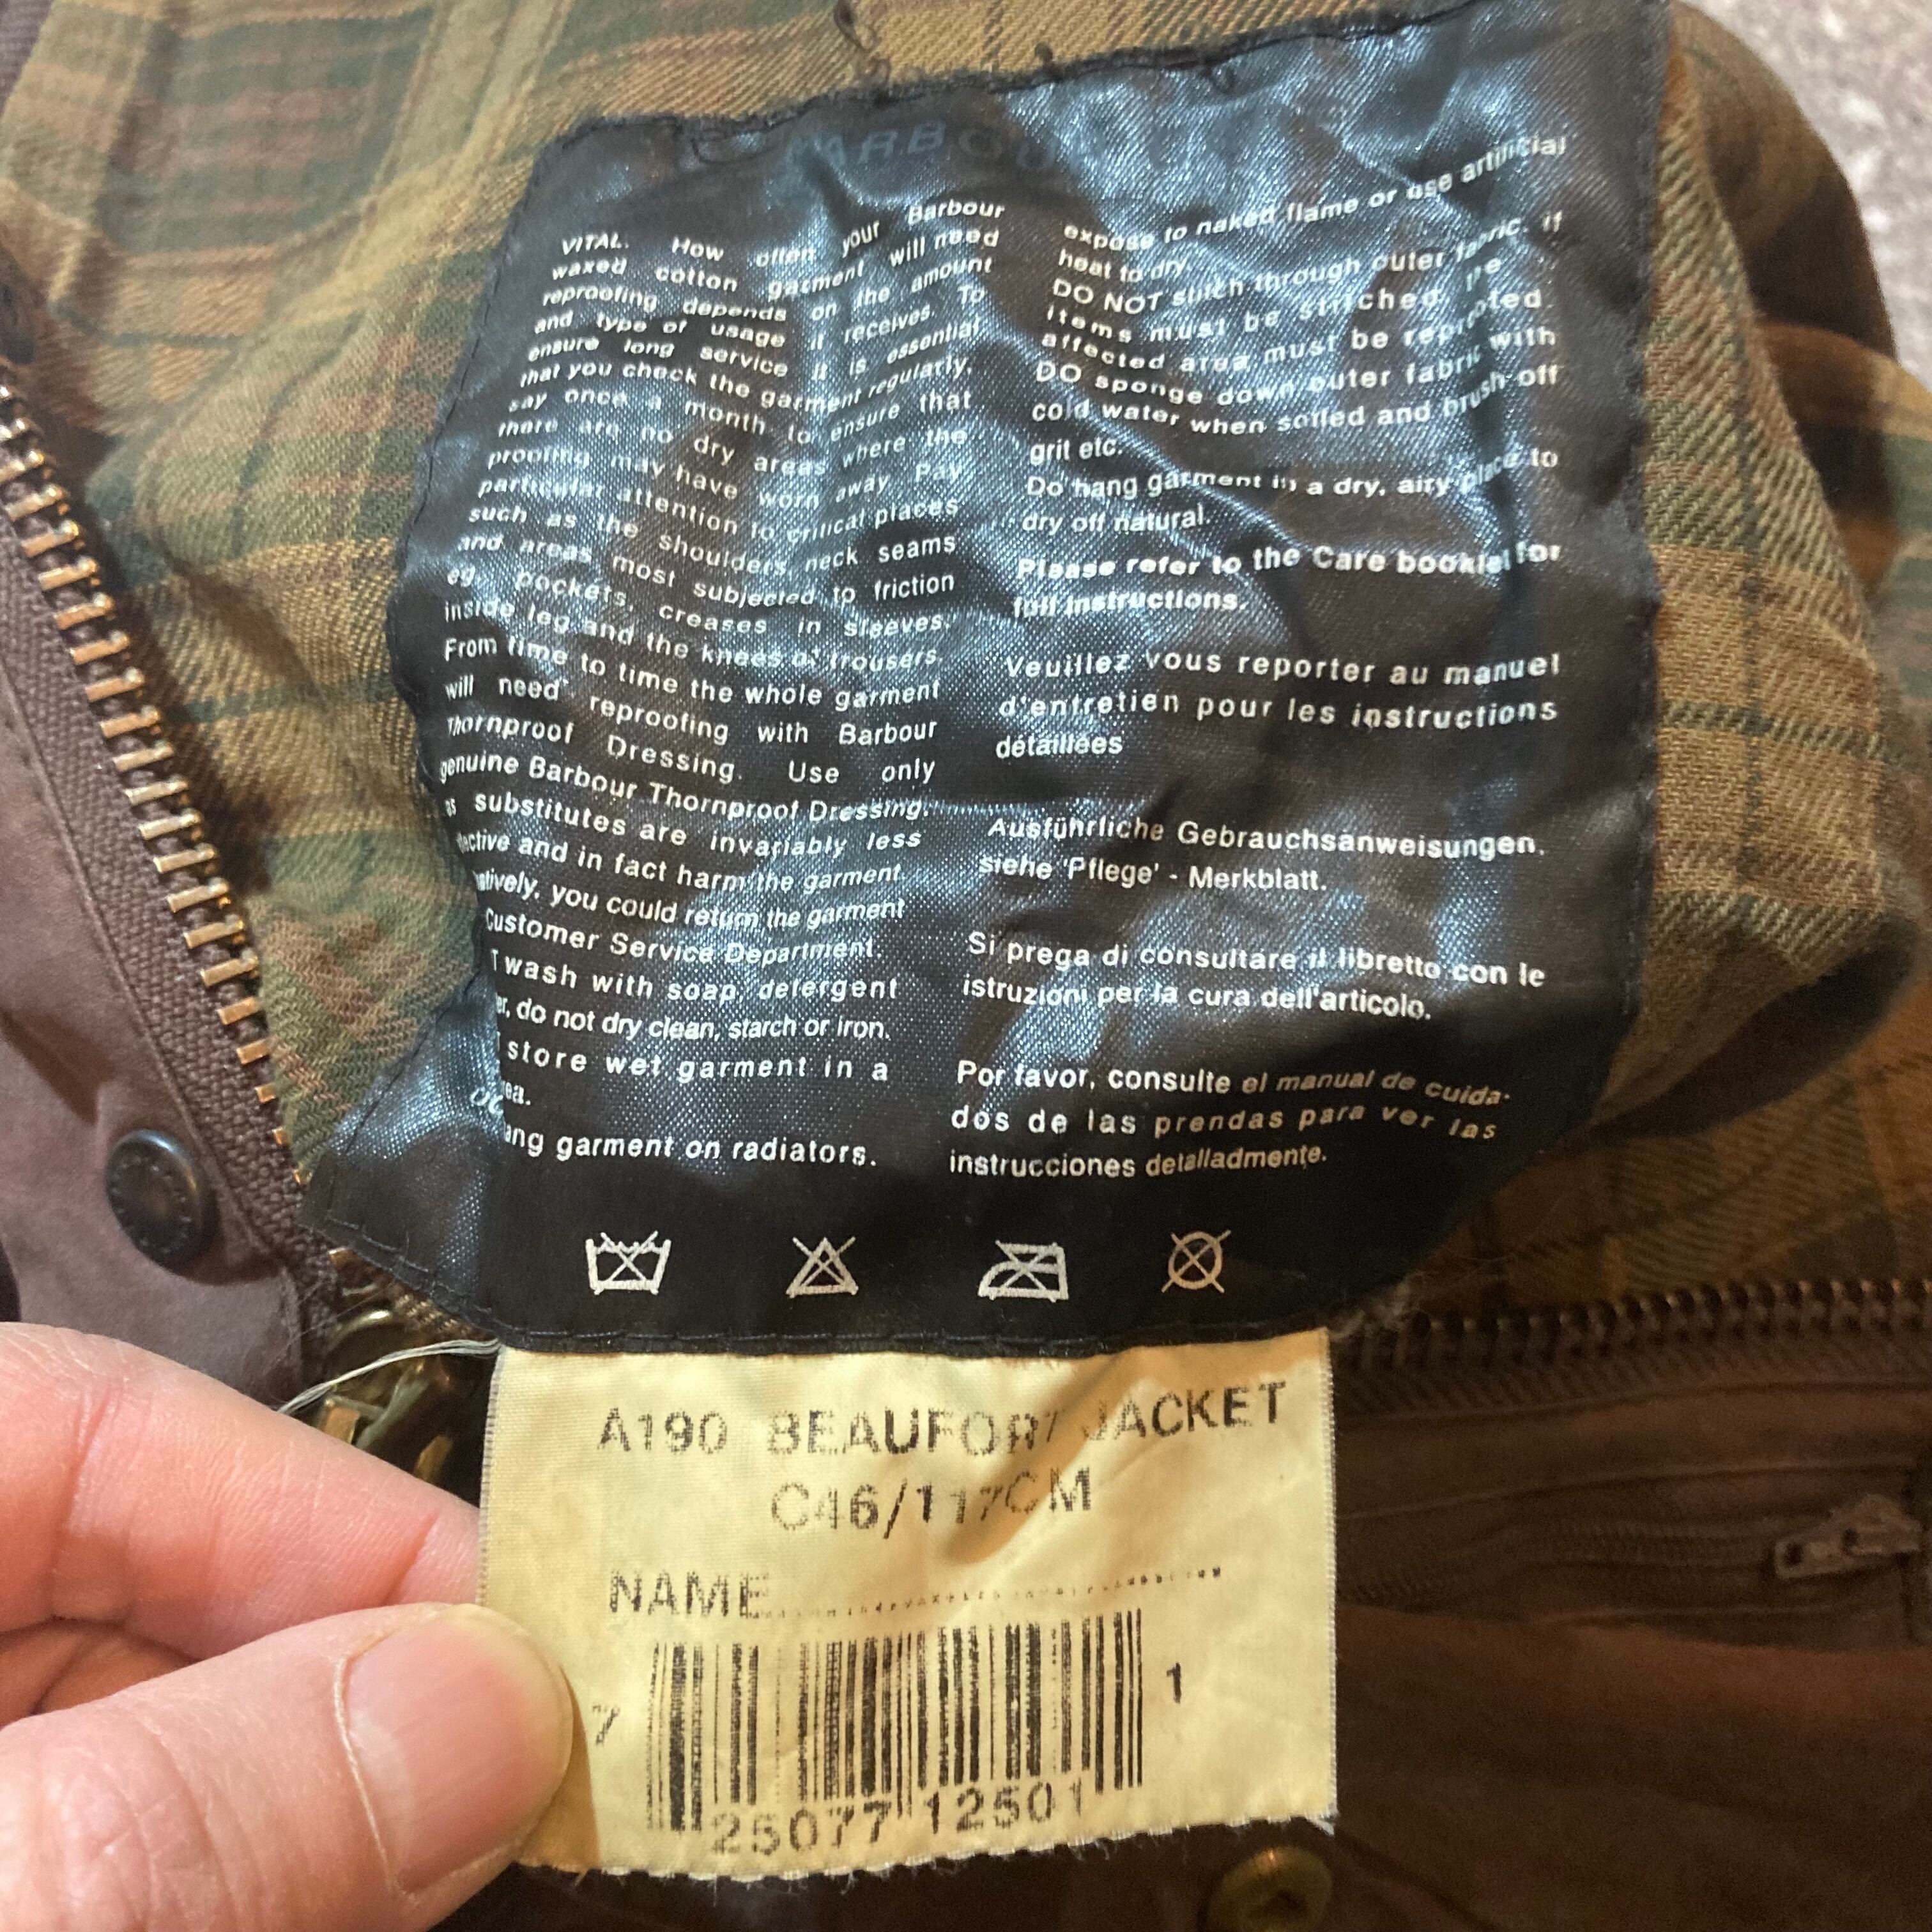 BARBOUR
VITAL. How often your Barbour
waxed cotton garment will need
reproofing depends on the amount
and type of usage it receives. To
ensure long service it is essential
that you check the garment regularly,
say once a month to ensure that
there are no dry areas where the
proofing may have worn away. Pay
particular attention to critical places
such as the shoulders neck seams
and areas most subjected to friction
eg. pockets, creases in sleeves,
inside leg and the knees of trousers.
From time to time the whole garment
will need reproofing with Barbour
Thornproof Dressing. Use only
genuine Barbour Thornproof Dressing,
as substitutes are invariably less
ective and in fact harm the garment
natively, you could return the garment
Customer Service Department.
T wash with soap, detergent
er, do not dry clean, starch or iron.
T store wet garment in a
ea.
ang garment on radiators.
expose to naked flame or use artificial
heat to dry.
DO NOT stitch through outer fabric. If
items must be stitched, the
affected area must be reproofed
DO sponge down outer fabric with
cold water when soiled and brush off
grit etc.
Do hang garment in a dry, airy place to
dry off natural.
Please refer to the Care booklet for
full instructions.
Veuillez vous reporter au manuel
d'entretien pour les instructions
détaillées
Ausführliche Gebrauchsanweisungen.
siehe 'Pflege' - Merkblatt.
Si prega di consultare il libretto con le
istruzioni per la cura dell'articolo.
Por favor, consulte el manual de cuida-
dos de las prendas para ver las
instrucciones detalladmente.
A190 BEAUFORT JACKET
C46/117CM
NAME
7 25077 12501 1